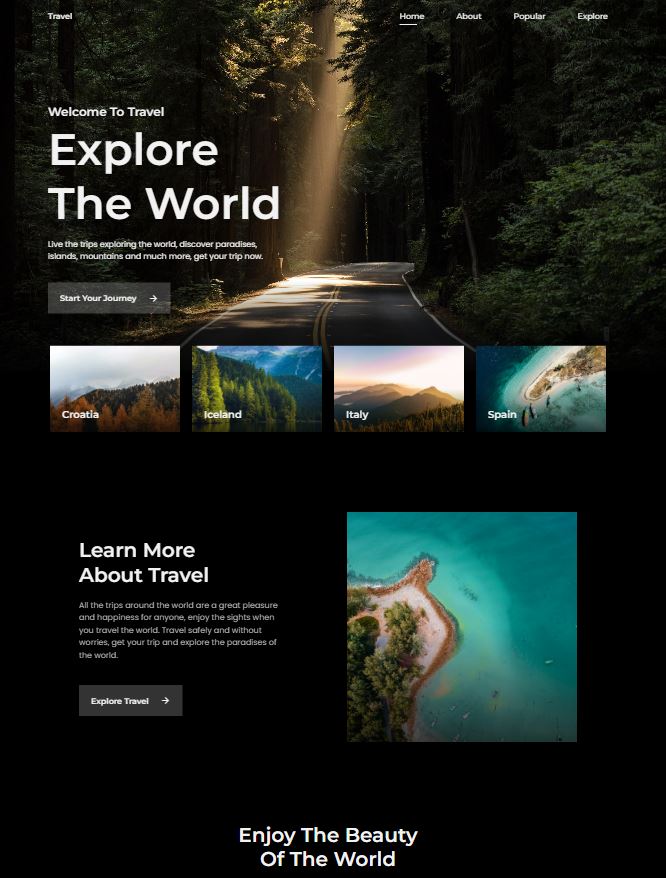 Travel
Home
About
Popular
Explore
Welcome To Travel
Explore
The World
Live the trips exploring the world, discover paradises,
islands, mountains and much more, get your trip now.
Start Your Journey →
Croatia
Iceland
Italy
Spain
Learn More
About Travel
All the trips around the world are a great pleasure
and happiness for anyone, enjoy the sights when
you travel the world. Travel safely and without
worries, get your trip and explore the paradises of
the world.
Explore Travel →
Enjoy The Beauty
Of The World